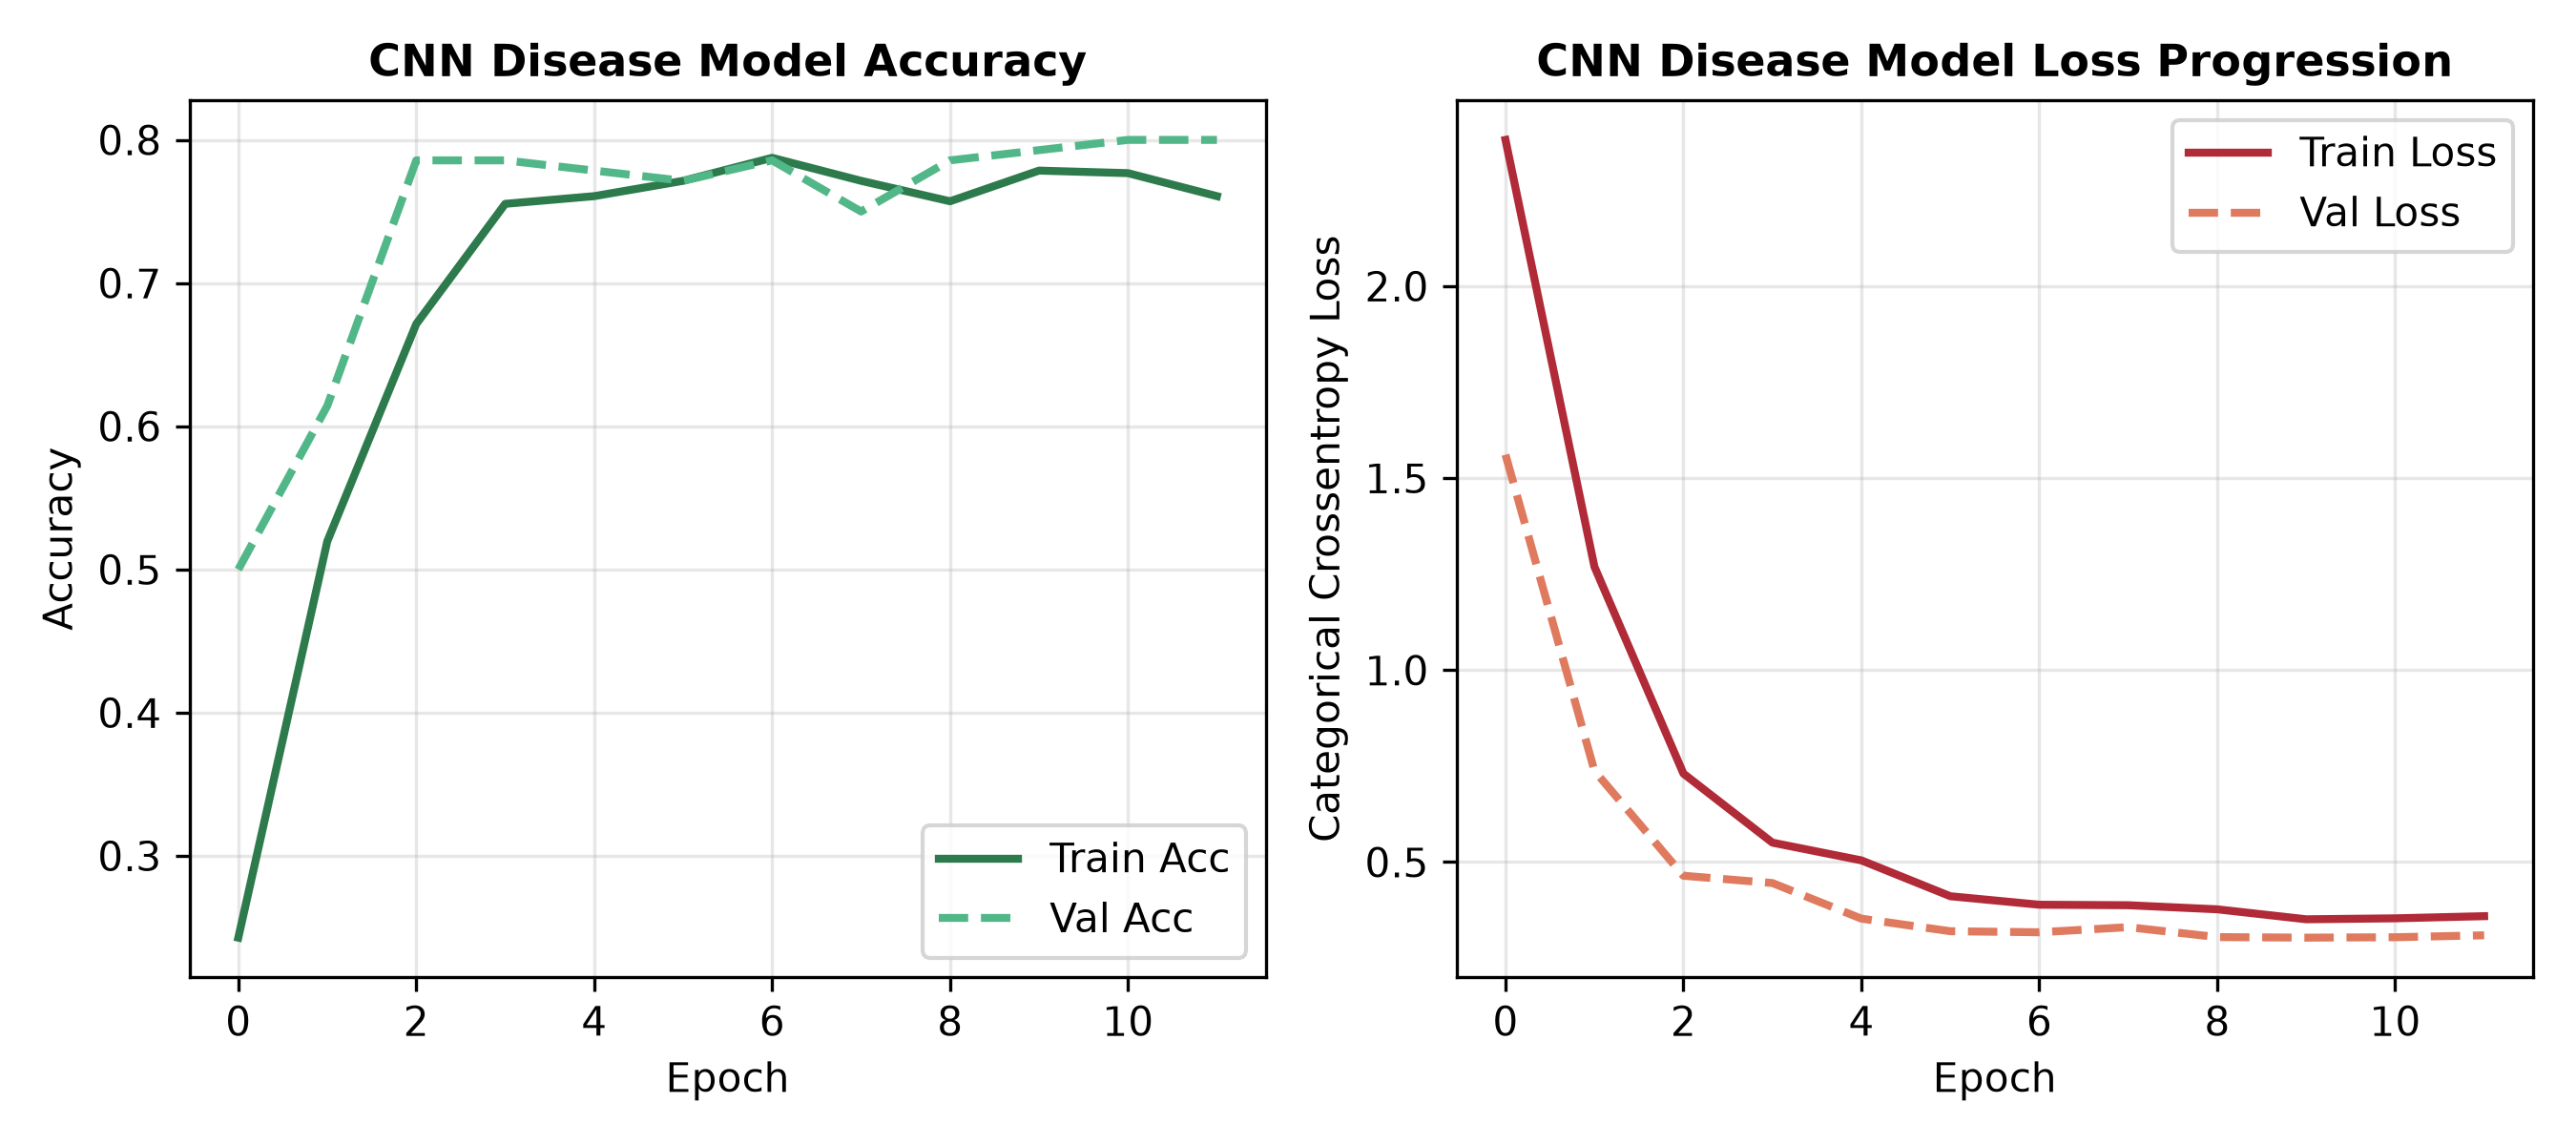 CNN Disease Model Accuracy
Accuracy
0.8
0.7
0.6
0.5
0.4
0.3
0 2 4 6 8 10
Epoch
Train Acc
Val Acc
CNN Disease Model Loss Progression
Categorical Crossentropy Loss
2.0
1.5
1.0
0.5
0 2 4 6 8 10
Epoch
Train Loss
Val Loss